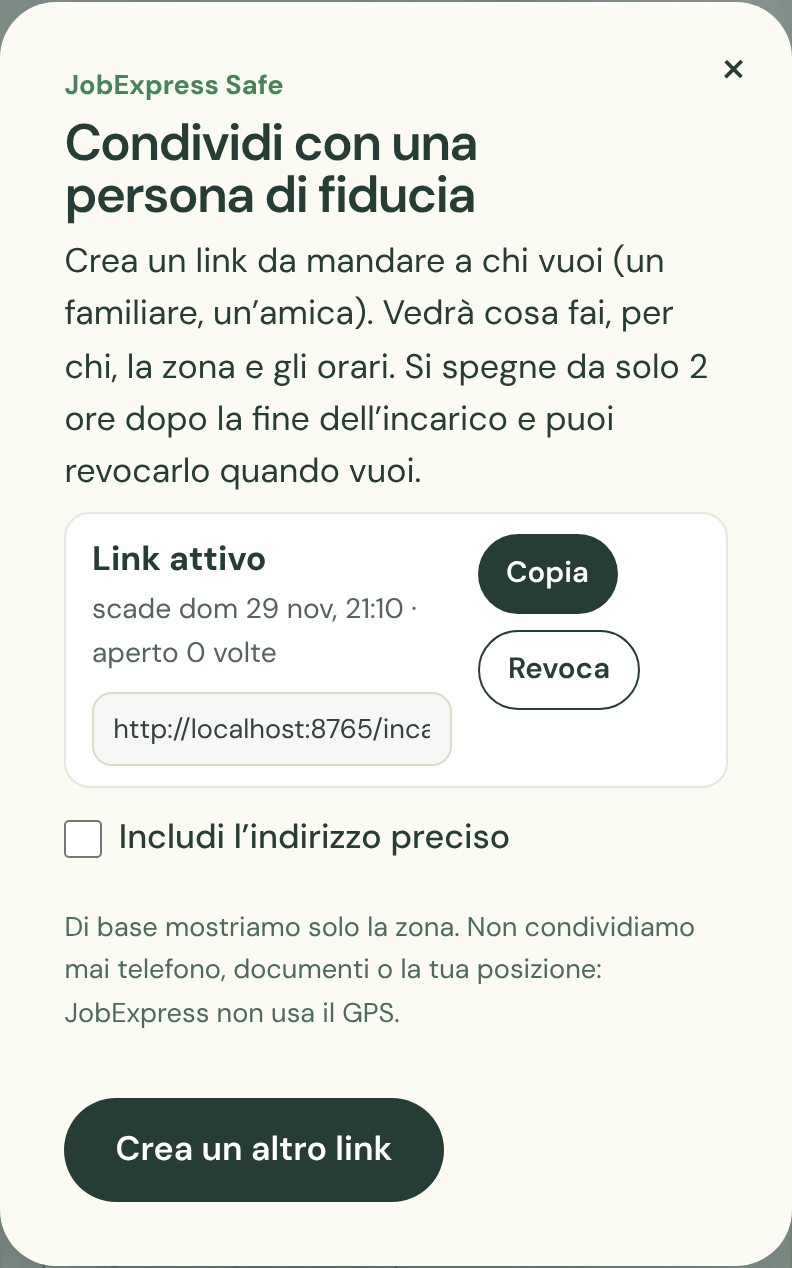 JobExpress Safe
×
Condividi con una
persona di fiducia
Crea un link da mandare a chi vuoi (un
familiare, un’amica). Vedrà cosa fai, per
chi, la zona e gli orari. Si spegne da solo 2
ore dopo la fine dell’incarico e puoi
revocarlo quando vuoi.
Link attivo
scade dom 29 nov, 21:10 ·
aperto 0 volte
http://localhost:8765/inca
Copia
Revoca
Includi l’indirizzo preciso
Di base mostriamo solo la zona. Non condividiamo
mai telefono, documenti o la tua posizione:
JobExpress non usa il GPS.
Crea un altro link